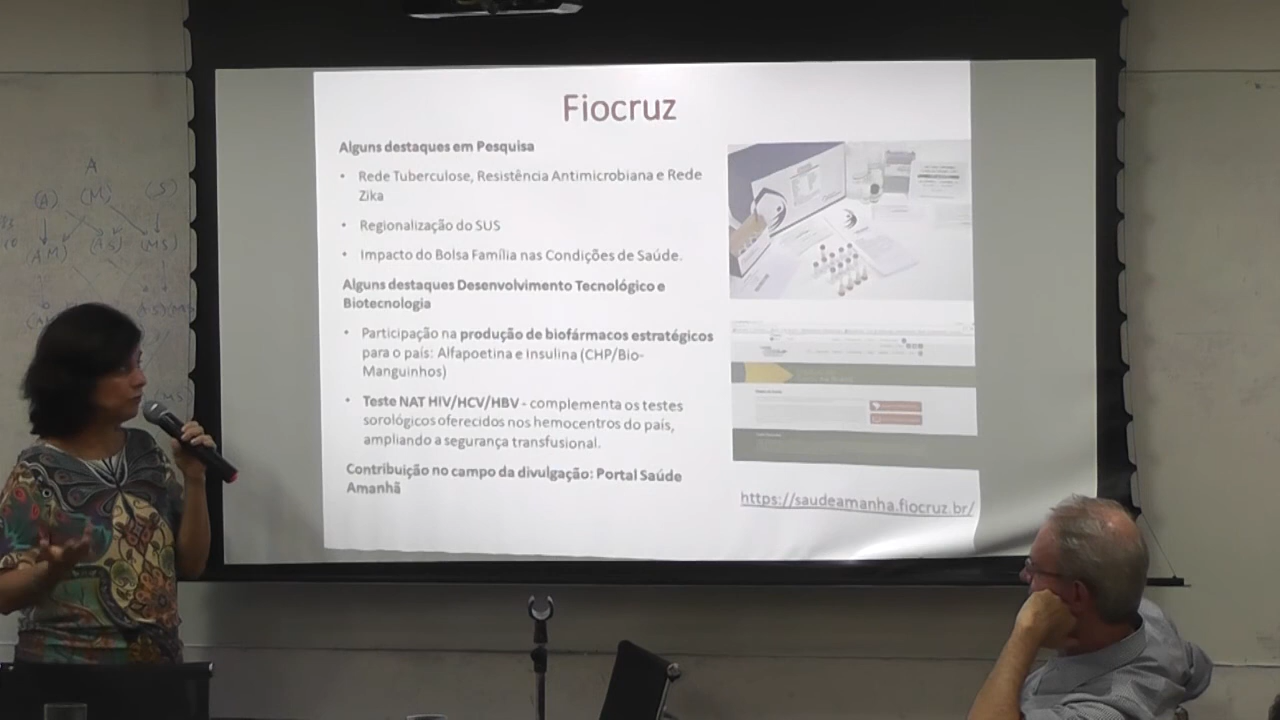 Fiocruz
Alguns destaques em Pesquisa
• Rede Tuberculose, Resistência Antimicrobiana e Rede
Zika
• Regionalização do SUS
• Impacto do Bolsa Família nas Condições de Saúde.
Alguns destaques Desenvolvimento Tecnológico e
Biotecnologia
• Participação na produção de biofármacos estratégicos
para o país: Alfapoetina e insulina (CHP/Bio-
Manguinhos)
• Teste NAT HIV/HCV/HBV - complementa os testes
sorológicos oferecidos nos hemocentros do país,
ampliando a segurança transfusional.
Contribuição no campo da divulgação: Portal Saúde
Amanhã
https://saudeamanha.fiocruz.br/
A
(A) (M) (S)
(AM) (AS) (MS)